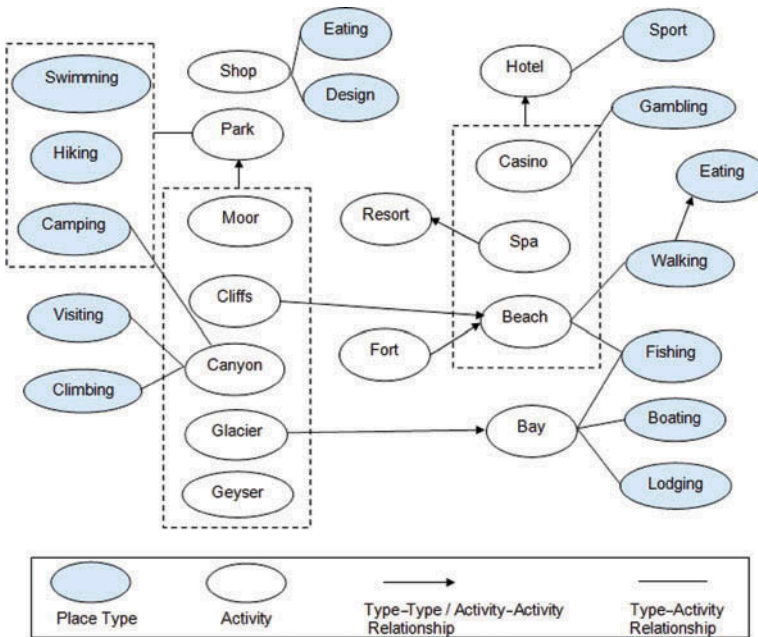 Eating
Sport
Swimming
Shop
Hotel
Design
Gambling
Park
Hiking
Casino
Eating
Moor
Resort
Camping
Spa
Walking
Cliffs
Visiting
Beach
Fort
Canyon
Fishing
Climbing
Glacier
Bay
Boating
Geyser
Lodging
Place Type
Activity
Type-Type / Activity-Activity
Relationship
Type-Activity
Relationship